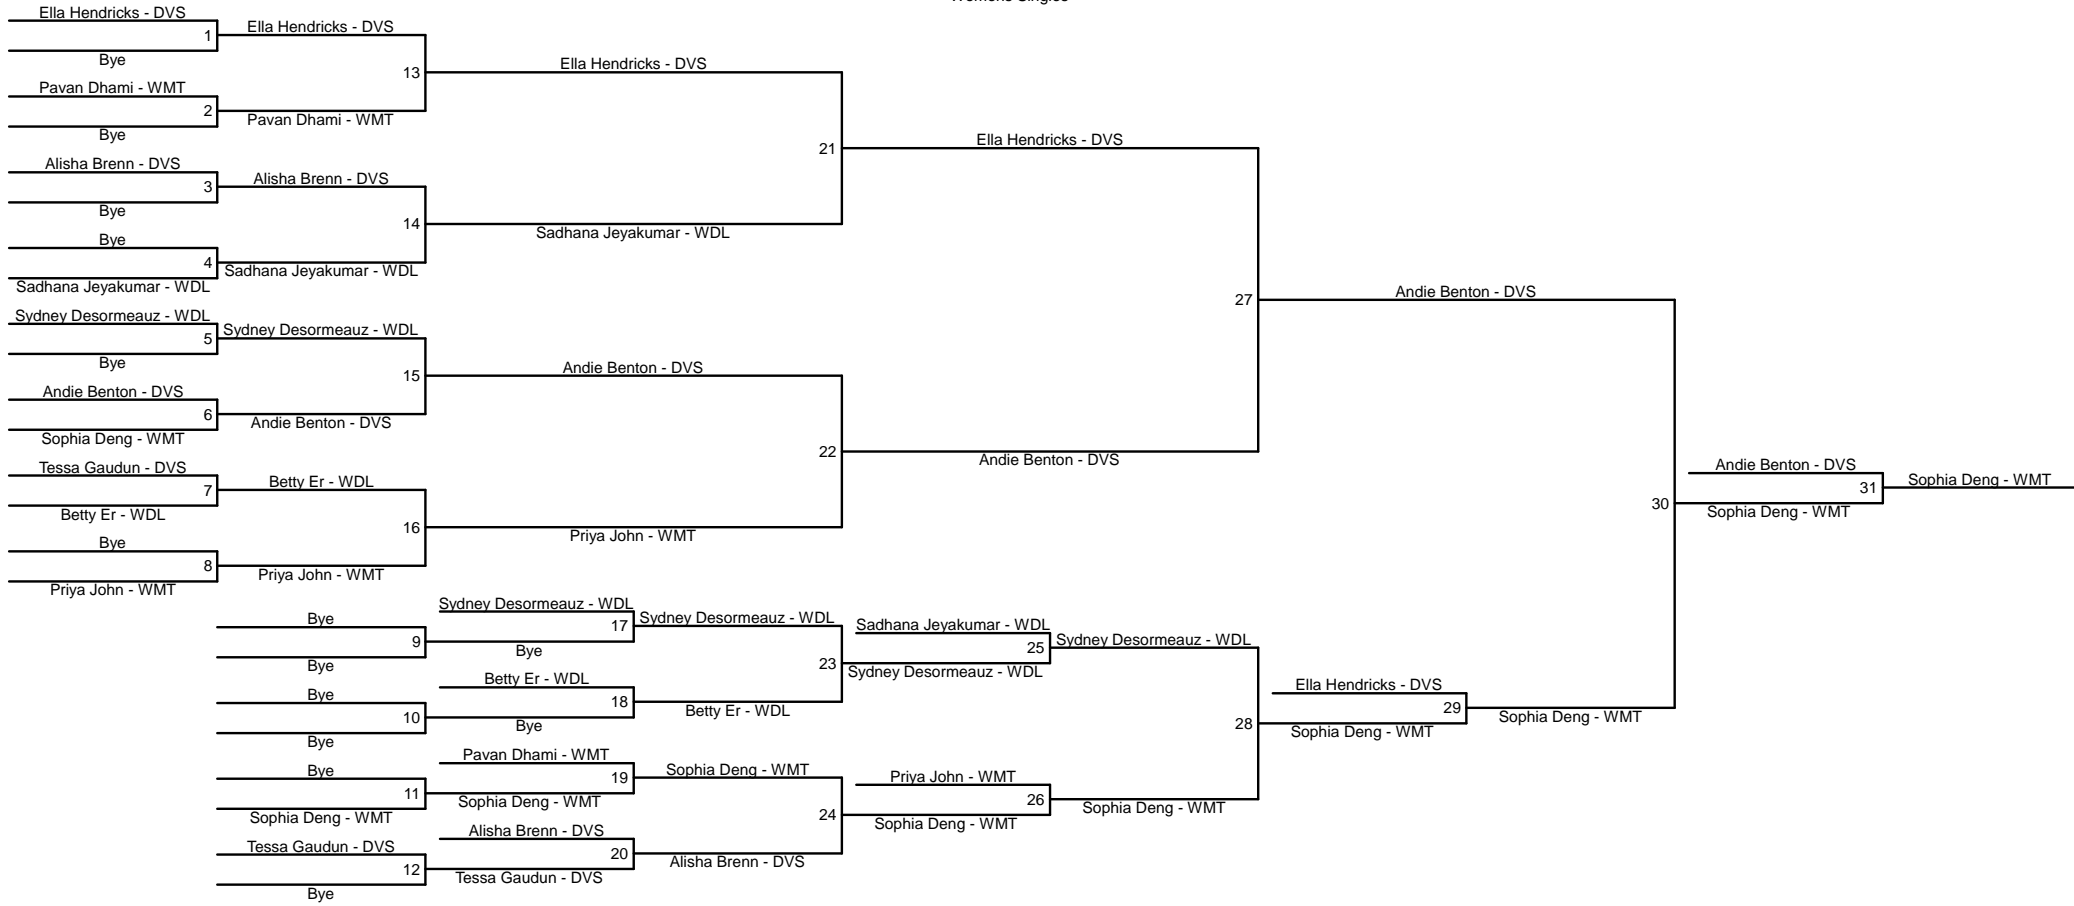 Womens Singles
Ella Hendricks - DVS
1
Bye
Pavan Dhami - WMT
2
Bye
Alisha Brenn - DVS
3
Bye
Bye
4
Sadhana Jeyakumar - WDL
Sydney Desormeauz - WDL
5
Bye
Andie Benton - DVS
6
Sophia Deng - WMT
Tessa Gaudun - DVS
7
Betty Er - WDL
Bye
8
Priya John - WMT
Ella Hendricks - DVS
13
Pavan Dhami - WMT
Alisha Brenn - DVS
14
Sadhana Jeyakumar - WDL
Sydney Desormeauz - WDL
15
Andie Benton - DVS
Betty Er - WDL
16
Priya John - WMT
Bye
9
Bye
Bye
10
Bye
Bye
11
Sophia Deng - WMT
Tessa Gaudun - DVS
12
Bye
Ella Hendricks - DVS
21
Sadhana Jeyakumar - WDL
Andie Benton - DVS
22
Priya John - WMT
Sydney Desormeauz - WDL
17
Bye
Betty Er - WDL
18
Bye
Pavan Dhami - WMT
19
Sophia Deng - WMT
Alisha Brenn - DVS
20
Tessa Gaudun - DVS
Sydney Desormeauz - WDL
23
Betty Er - WDL
Sophia Deng - WMT
24
Alisha Brenn - DVS
Ella Hendricks - DVS
27
Andie Benton - DVS
Sadhana Jeyakumar - WDL
25
Sydney Desormeauz - WDL
Priya John - WMT
26
Sophia Deng - WMT
Sydney Desormeauz - WDL
28
Sophia Deng - WMT
Andie Benton - DVS
30
Ella Hendricks - DVS
29
Sophia Deng - WMT
Sophia Deng - WMT
Andie Benton - DVS
31
Sophia Deng - WMT
Sophia Deng - WMT